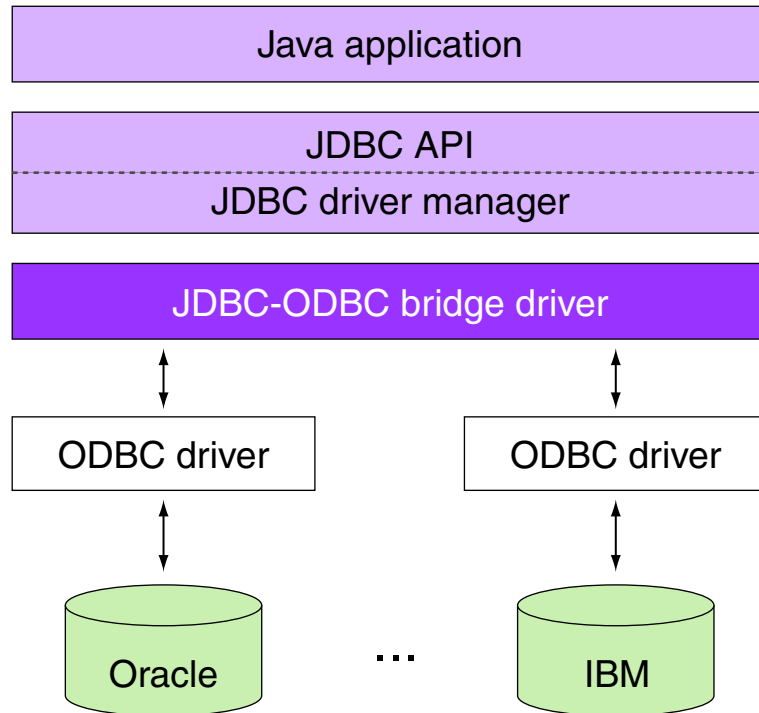 Java application
JDBC API
JDBC driver manager
JDBC-ODBC bridge driver
ODBC driver
ODBC driver
Oracle
...
IBM